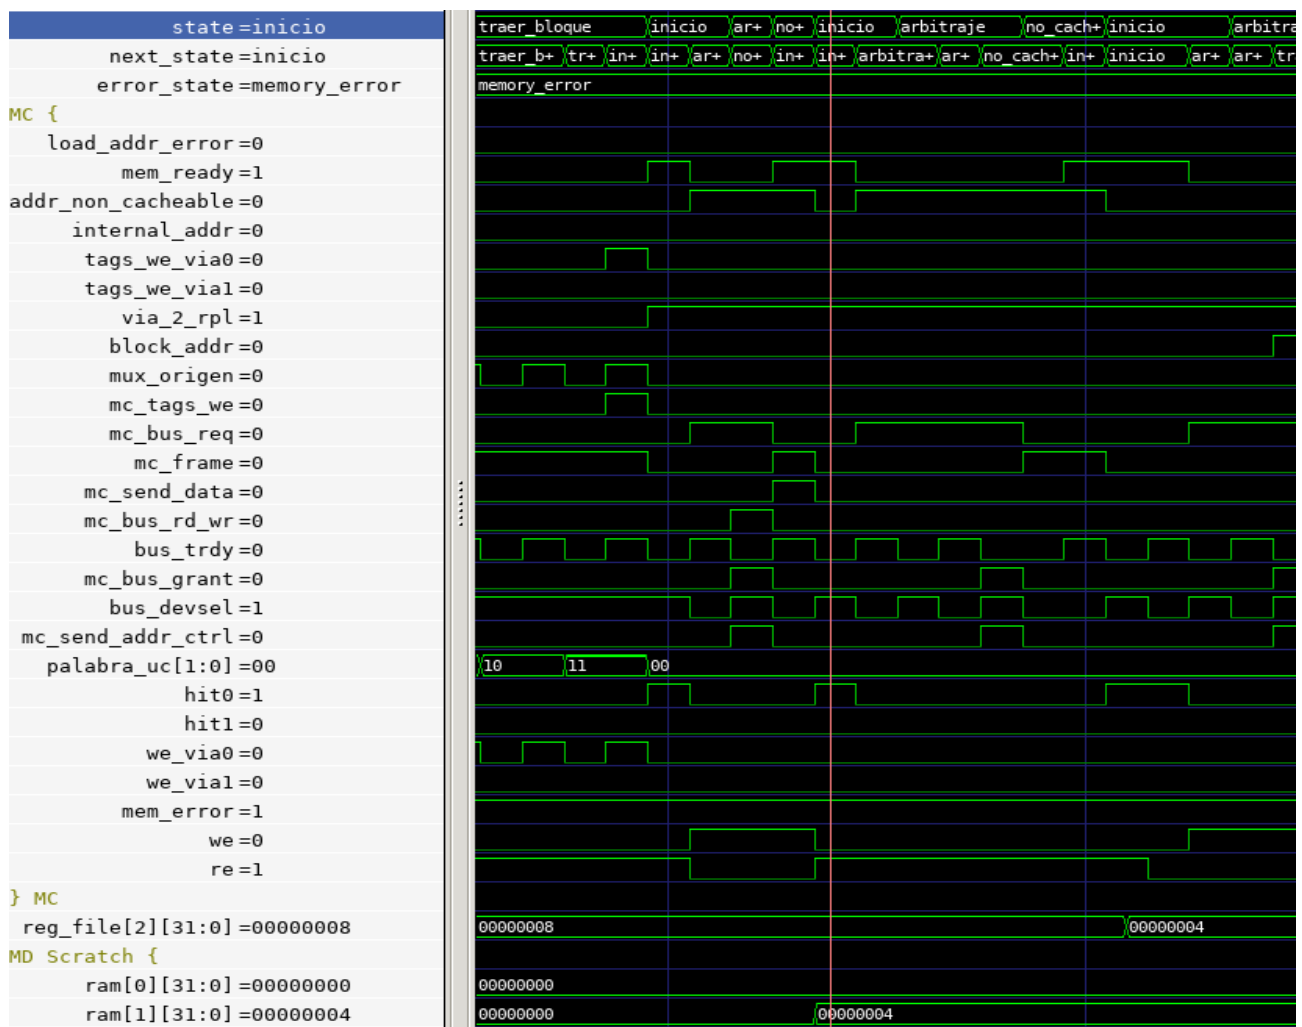 state=inicio traer_bloque inicio ar+ no+ inicio arbitraje no_cach+ inicio arbitra
next_state=inicio traer_b+ tr+ in+ in+ ar+ no+ in+ in+ arbitra+ ar+ no_cach+ in+ inicio ar+ ar+ tr
error_state=memory_error memory_error
MC {
load_addr_error=0
mem_ready=1
addr_non_cacheable=0
internal_addr=0
tags_we_via0=0
tags_we_via1=0
via_2_rpl=1
block_addr=0
mux_origen=0
mc_tags_we=0
mc_bus_req=0
mc_frame=0
mc_send_data=0
mc_bus_rd_wr=0
bus_trdy=0
mc_bus_grant=0
bus_devsel=1
mc_send_addr_ctrl=0
palabra_uc[1:0]=00 10 11 00
hit0=1
hit1=0
we_via0=0
we_via1=0
mem_error=1
we=0
re=1
} MC
reg_file[2][31:0]=00000008 00000008 00000004
MD Scratch {
ram[0][31:0]=00000000 00000000
ram[1][31:0]=00000004 00000000 00000004